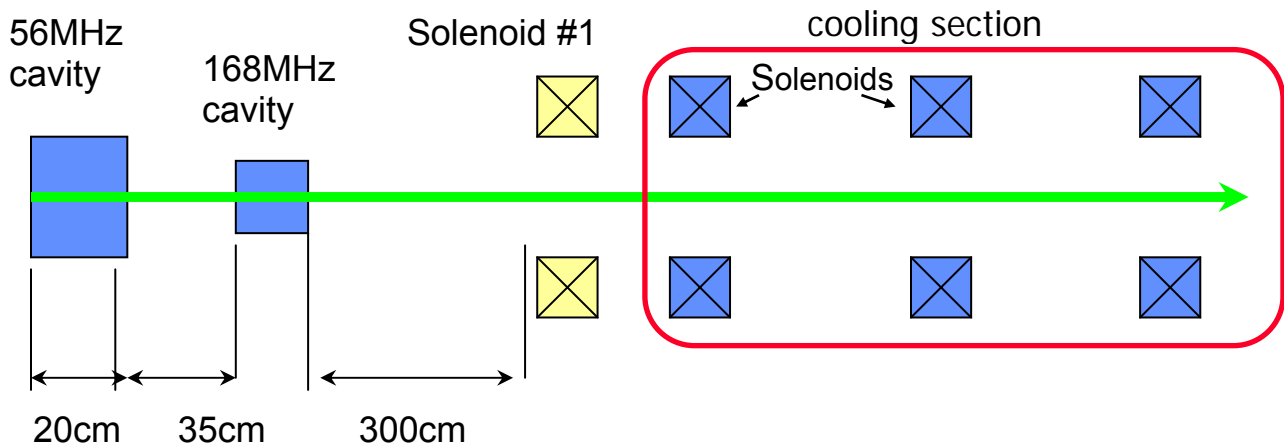 56MHz
cavity
168MHz
cavity
Solenoid #1
cooling section
Solenoids
20cm
35cm
300cm